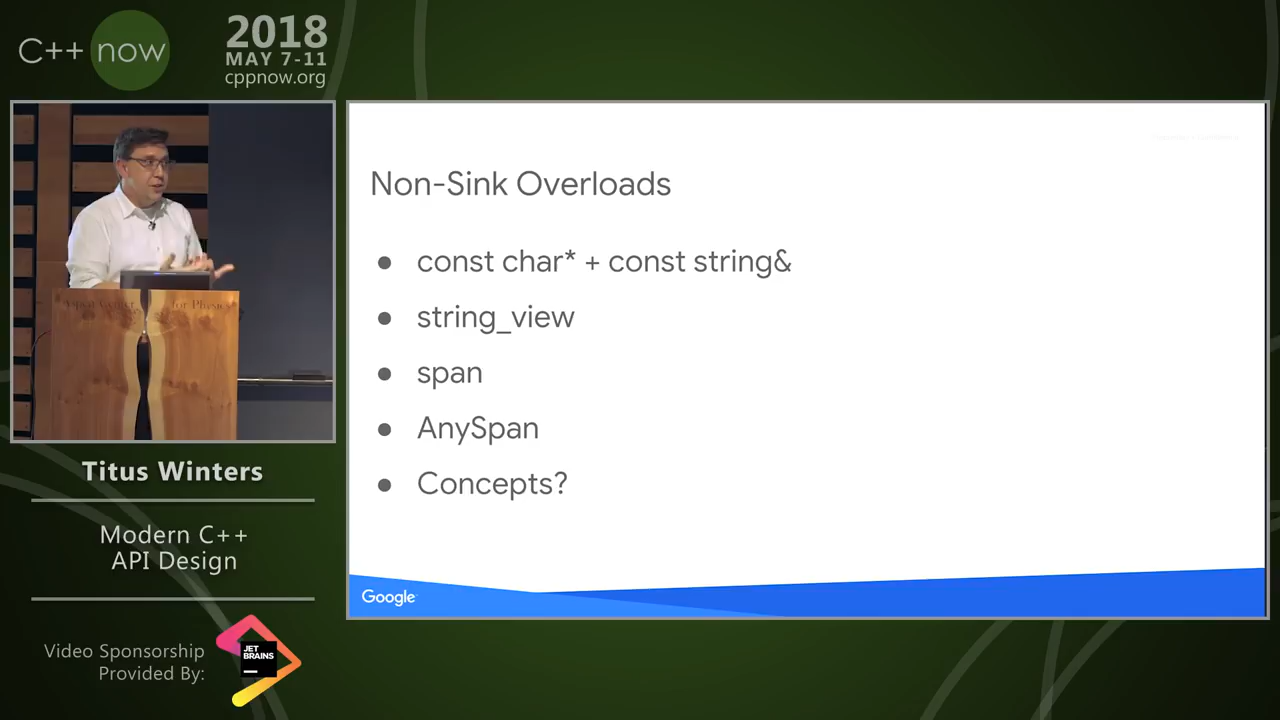 C++ now
2018
MAY 7-11
cppnow.org
Non-Sink Overloads
const char* + const string&
string_view
span
AnySpan
Concepts?
Google
Titus Winters
Modern C++
API Design
Video Sponsorship
Provided By:
JET
BRAINS